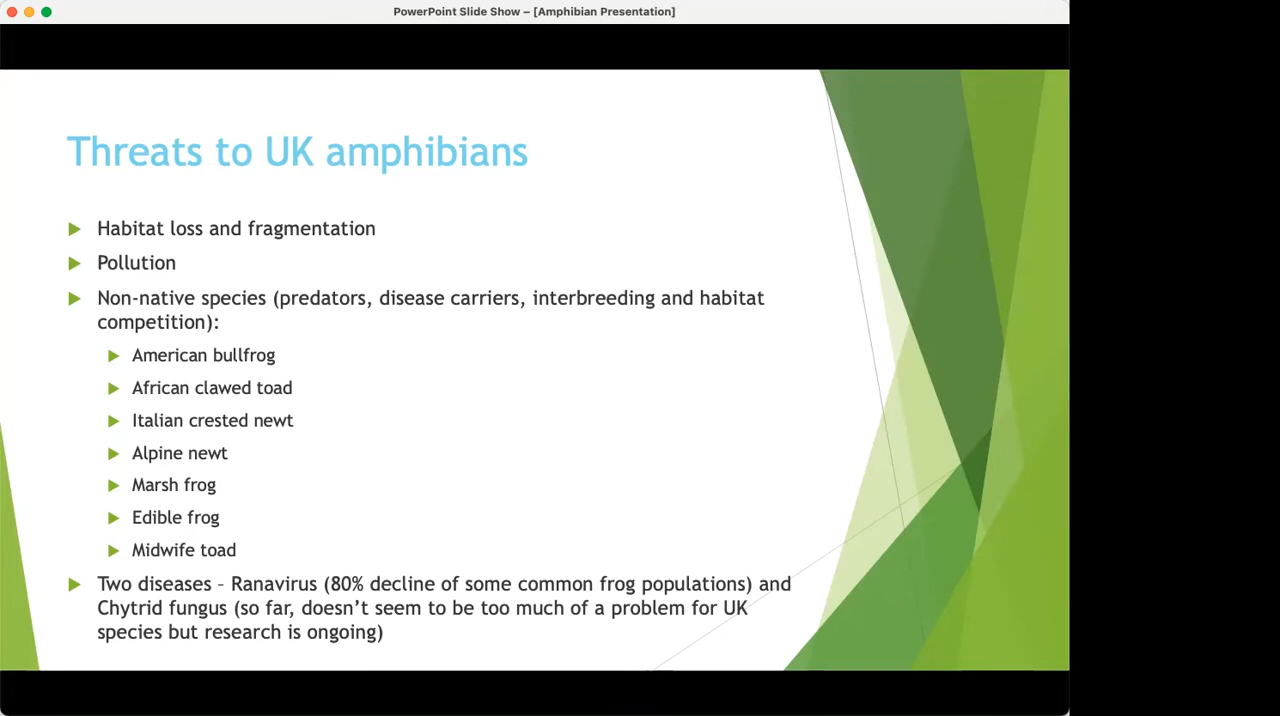 PowerPoint Slide Show – [Amphibian Presentation]
Threats to UK amphibians
Habitat loss and fragmentation
Pollution
Non-native species (predators, disease carriers, interbreeding and habitat
competition):
American bullfrog
African clawed toad
Italian crested newt
Alpine newt
Marsh frog
Edible frog
Midwife toad
Two diseases – Ranavirus (80% decline of some common frog populations) and
Chytrid fungus (so far, doesn’t seem to be too much of a problem for UK
species but research is ongoing)